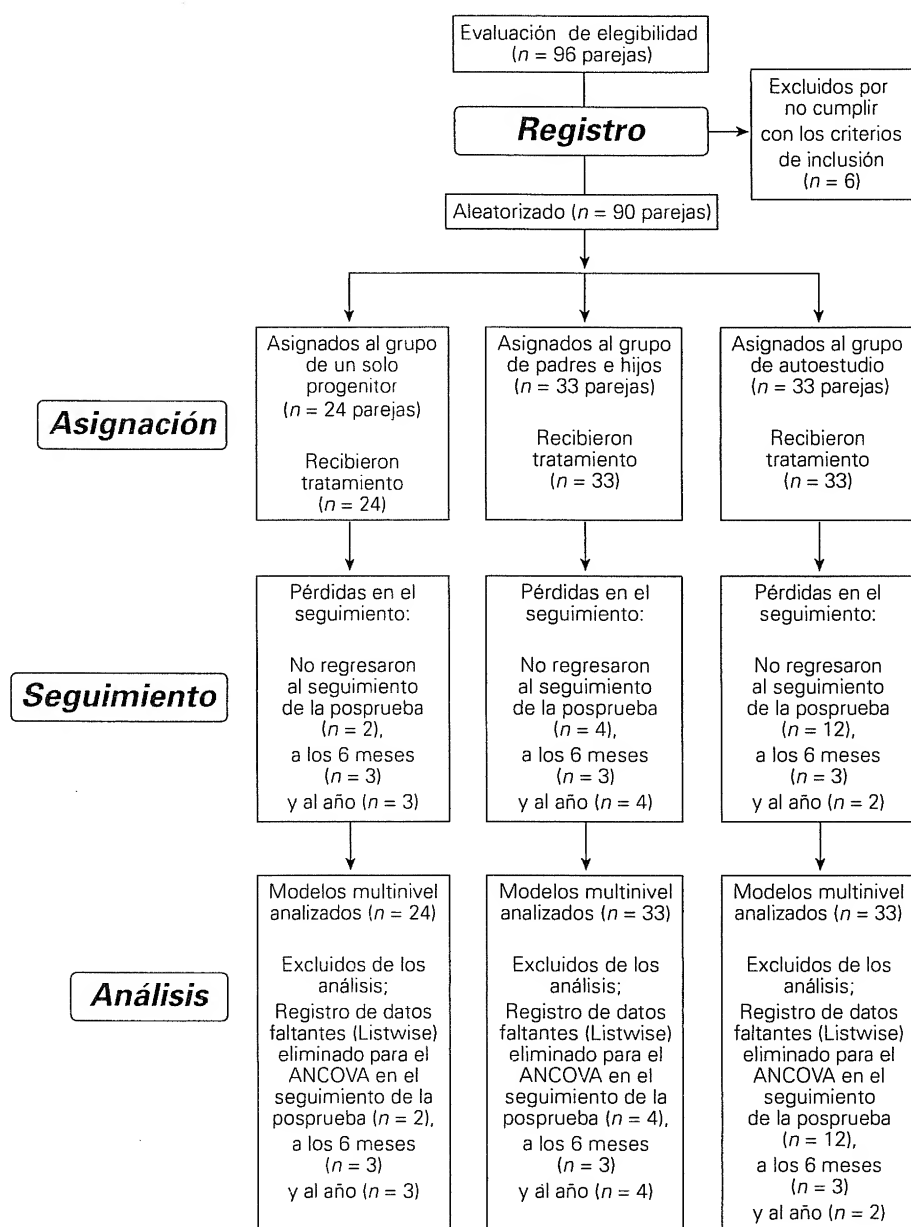 Evaluación de elegibilidad
(n = 96 parejas)
Registro
Excluidos por
no cumplir
con los criterios
de inclusión
(n = 6)
Aleatorizado (n = 90 parejas)
Asignación
Asignados al grupo
de un solo
progenitor
(n = 24 parejas)
Recibieron
tratamiento
(n = 24)
Asignados al grupo
de padres e hijos
(n = 33 parejas)
Recibieron
tratamiento
(n = 33)
Asignados al grupo
de autoestudio
(n = 33 parejas)
Recibieron
tratamiento
(n = 33)
Seguimiento
Pérdidas en el
seguimiento:
No regresaron
al seguimiento
de la posprueba
(n = 2),
a los 6 meses
(n = 3)
y al año (n = 3)
Pérdidas en el
seguimiento:
No regresaron
al seguimiento
de la posprueba
(n = 4),
a los 6 meses
(n = 3)
y al año (n = 4)
Pérdidas en el
seguimiento:
No regresaron
al seguimiento
de la posprueba
(n = 12),
a los 6 meses
(n = 3)
y al año (n = 2)
Análisis
Modelos multinivel
analizados (n = 24)
Excluidos de los
análisis;
Registro de datos
faltantes (Listwise)
eliminado para el
ANCOVA en el
seguimiento de la
posprueba (n = 2),
a los 6 meses
(n = 3)
y al año (n = 3)
Modelos multinivel
analizados (n = 33)
Excluidos de los
análisis;
Registro de datos
faltantes (Listwise)
eliminado para el
ANCOVA en el
seguimiento de la
posprueba (n = 4),
a los 6 meses
(n = 3)
y al año (n = 4)
Modelos multinivel
analizados (n = 33)
Excluidos de los
análisis;
Registro de datos
faltantes (Listwise)
eliminado para el
ANCOVA en el
seguimiento
de la posprueba
(n = 12),
a los 6 meses
(n = 3)
y al año (n = 2)